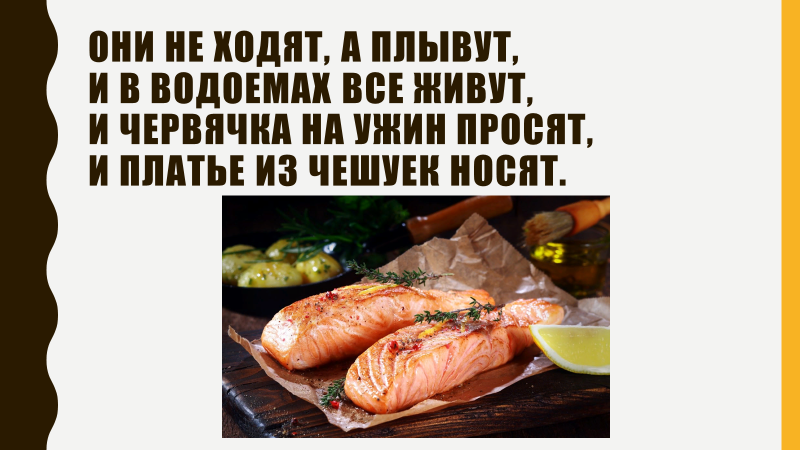 ОНИ НЕ ХОДЯТ, А ПЛЫВУТ,
И В ВОДОЕМАХ ВСЕ ЖИВУТ,
И ЧЕРВЯЧКА НА УЖИН ПРОСЯТ,
И ПЛАТЬЕ ИЗ ЧЕШУЕК НОСЯТ.